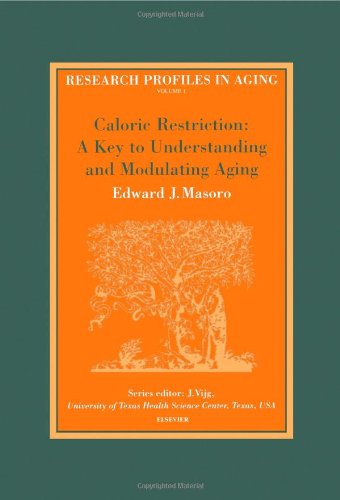 RESEARCH PROFILES IN AGING
VOLUME 1
Caloric Restriction:
A Key to Understanding
and Modulating Aging
Edward J. Masoro
Series editor: J.Vijg,
University of Texas Health Science Center, Texas, USA
ELSEVIER